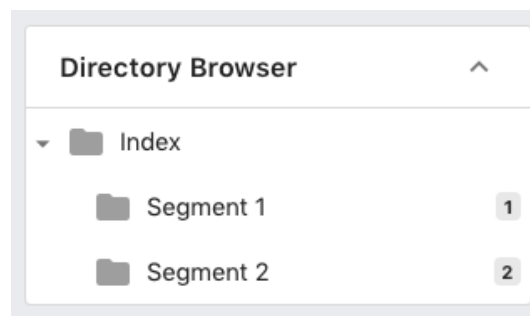 Directory Browser
Index
Segment 1 1
Segment 2 2